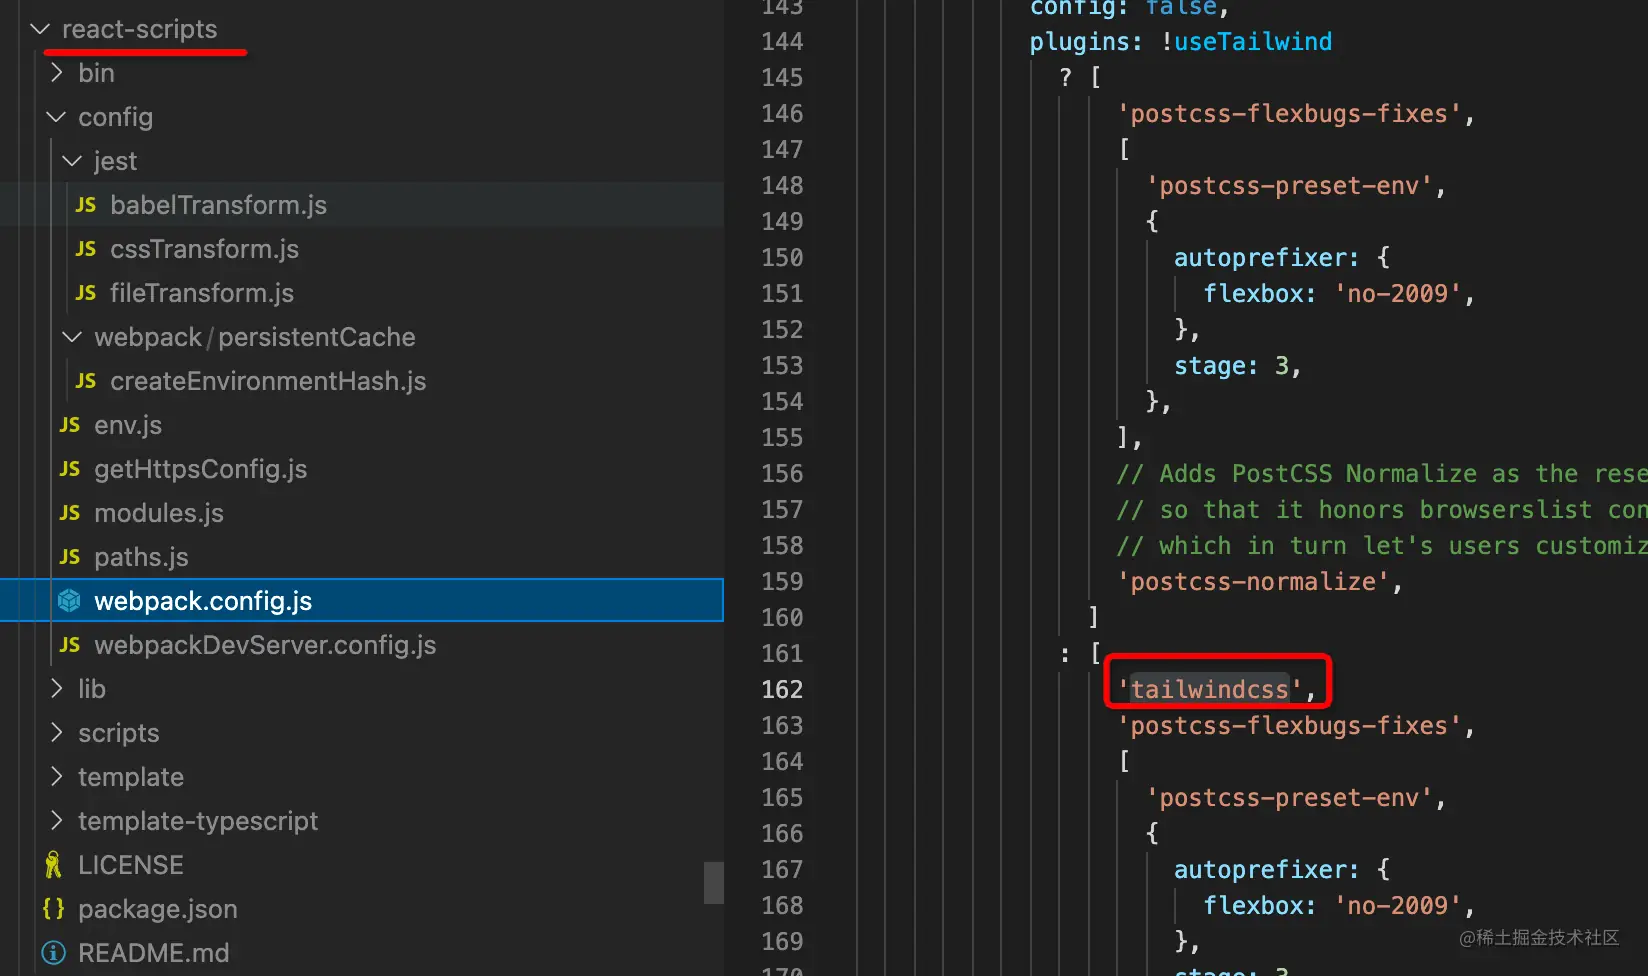 react-scripts
bin
config
jest
JS babelTransform.js
JS cssTransform.js
JS fileTransform.js
webpack/persistentCache
JS createEnvironmentHash.js
JS env.js
JS getHttpsConfig.js
JS modules.js
JS paths.js
webpack.config.js
JS webpackDevServer.config.js
lib
scripts
template
template-typescript
LICENSE
{} package.json
README.md
143 config: false,
144 plugins: !useTailwind
145 ? [
146 'postcss-flexbugs-fixes',
147 [
148 'postcss-preset-env',
149 {
150 autoprefixer: {
151 flexbox: 'no-2009',
152 },
153 stage: 3,
154 },
155 ],
156 // Adds PostCSS Normalize as the rese
157 // so that it honors browserslist con
158 // which in turn let's users customiz
159 'postcss-normalize',
160 ]
161 : [
162 'tailwindcss',
163 'postcss-flexbugs-fixes',
164 [
165 'postcss-preset-env',
166 {
167 autoprefixer: {
168 flexbox: 'no-2009',
169 },
170 stage: 3
@稀土掘金技术社区